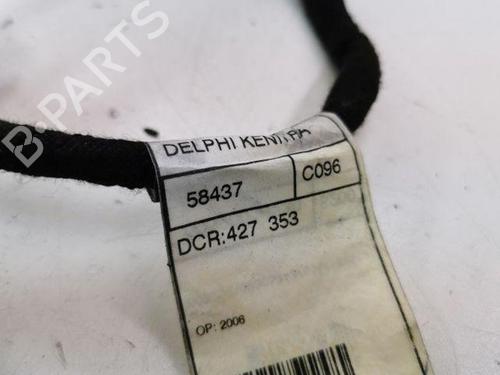 B-PARTS
DELPHI KENITRA
58437
C096
DCR:427 353
OP: 2006